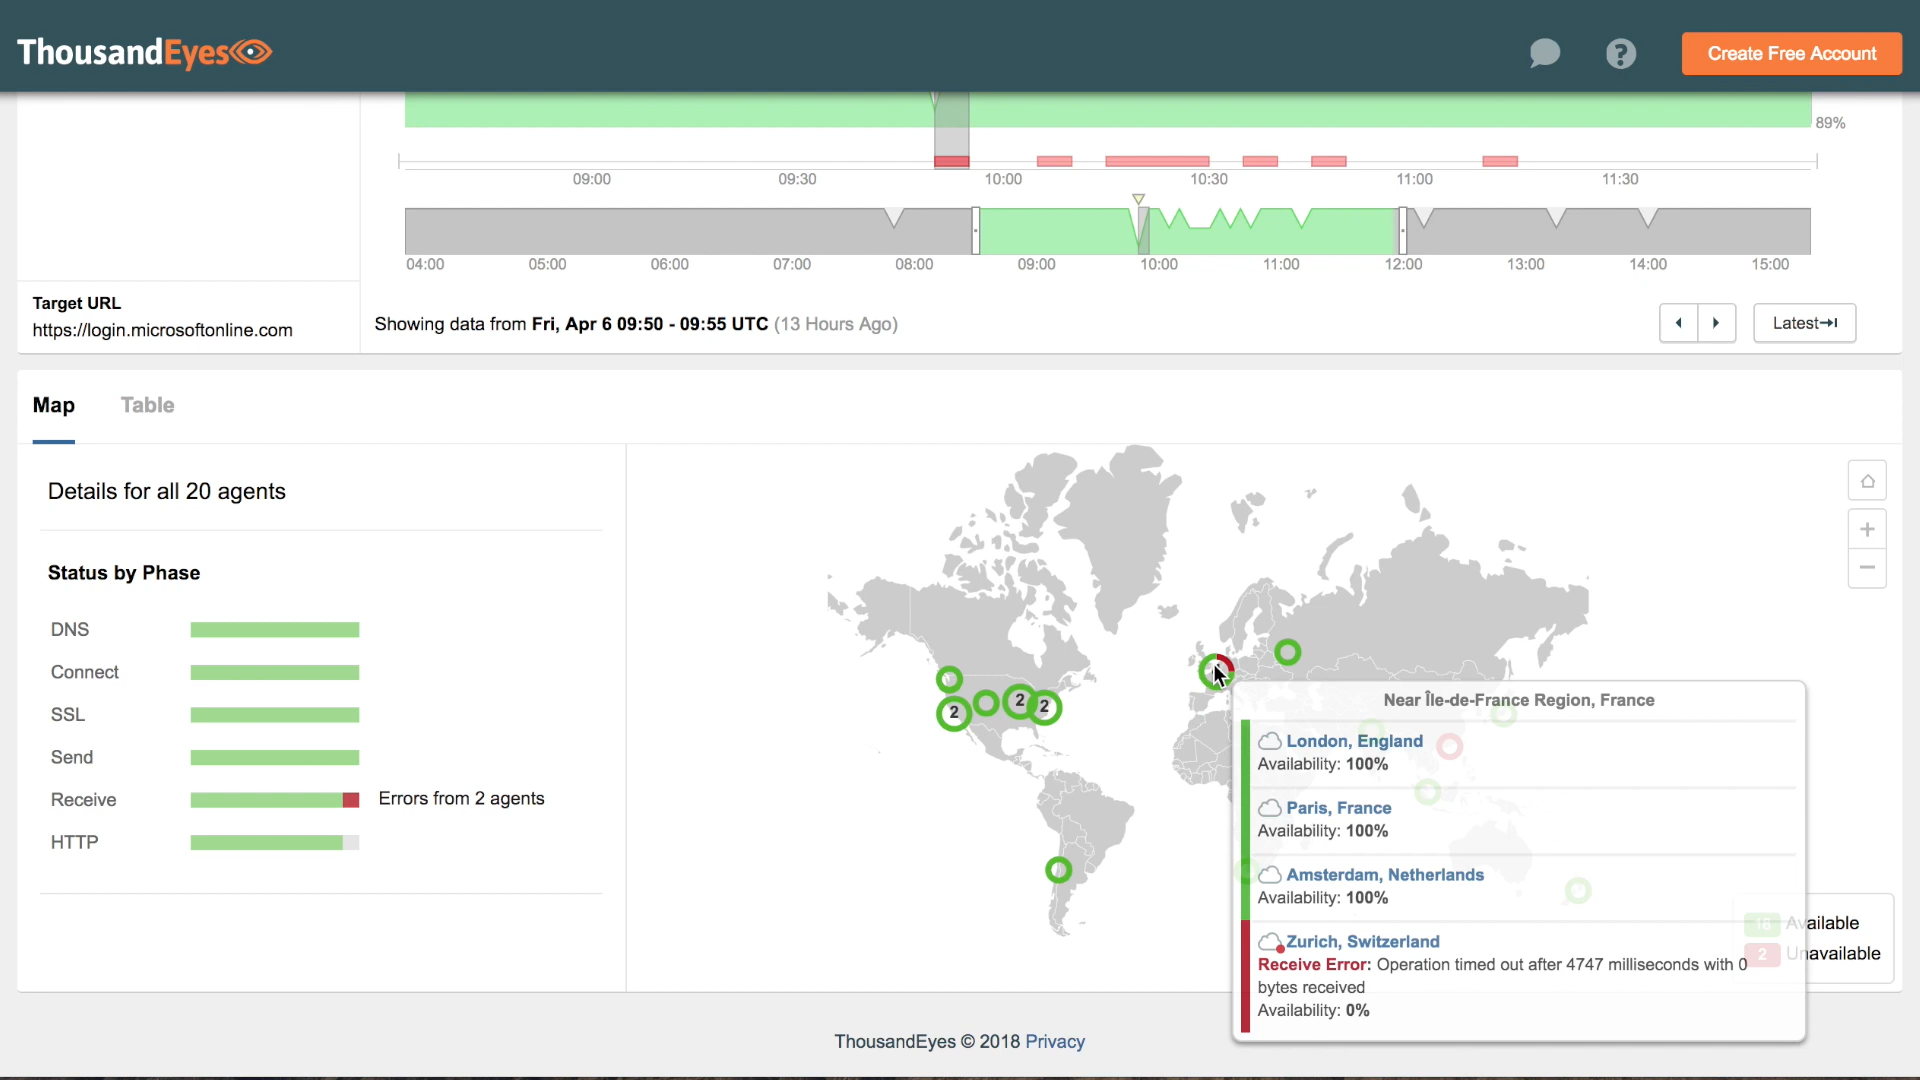 ThousandEyes
Create Free Account
89%
09:00 09:30 10:00 10:30 11:00 11:30
04:00 05:00 06:00 07:00 08:00 09:00 10:00 11:00 12:00 13:00 14:00 15:00
Target URL
https://login.microsoftonline.com
Showing data from Fri, Apr 6 09:50 - 09:55 UTC (13 Hours Ago)
Latest
Map Table
Details for all 20 agents
Status by Phase
DNS
Connect
SSL
Send
Receive Errors from 2 agents
HTTP
2 2 2
Near Île-de-France Region, France
London, England
Availability: 100%
Paris, France
Availability: 100%
Amsterdam, Netherlands
Availability: 100%
Zurich, Switzerland
Receive Error: Operation timed out after 4747 milliseconds with 0
bytes received
Availability: 0%
18 Available
2 Unavailable
ThousandEyes © 2018 Privacy